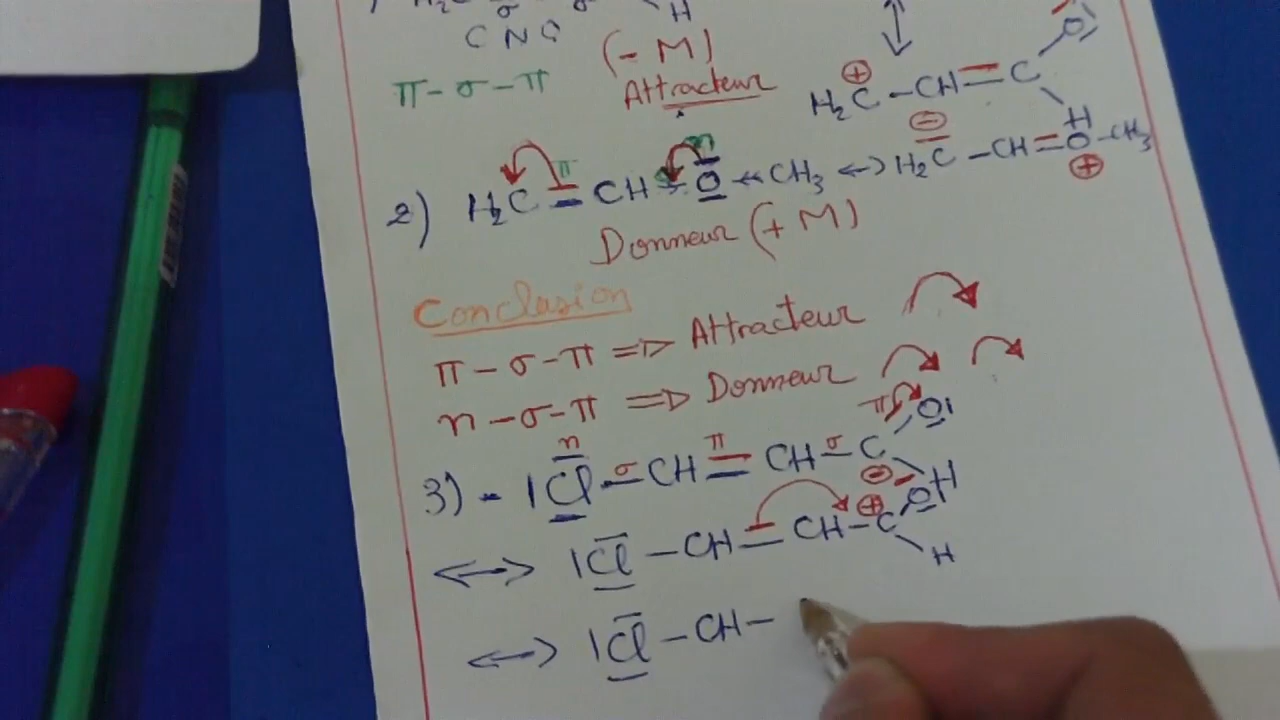 C N O
π-σ-π
(-M)
Attracteur
⊕
H₂C-CH=C
H
2) H₂C=CH-O-CH₃ ↔ H₂C-CH=O-CH₃
π n ⊖ ⊕
Donneur (+M)
Conclusion
π-σ-π => Attracteur
n-σ-π => Donneur
n σ π σ π
3) - |Cl-CH=CH-C O
H
⊖ ⊕
↔ |Cl-CH=CH-C O
H
↔ |Cl-CH-